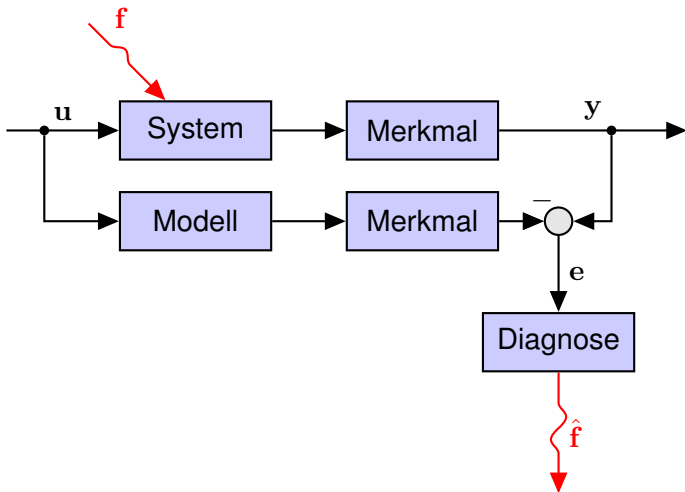 f
u
System
Merkmal
y
Modell
Merkmal
−
e
Diagnose
f̂